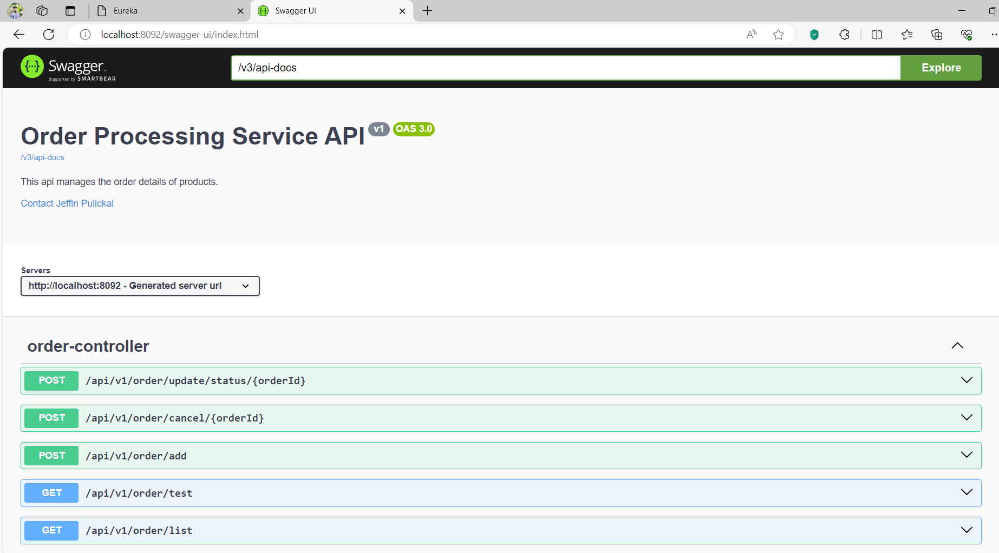 Eureka
Swagger UI
localhost:8092/swagger-ui/index.html
Swagger
Supported by SMARTBEAR
/v3/api-docs
Explore
Order Processing Service API v1 OAS 3.0
/v3/api-docs
This api manages the order details of products.
Contact Jeffin Pulickal
Servers
http://localhost:8092 - Generated server url
order-controller
POST /api/v1/order/update/status/{orderId}
POST /api/v1/order/cancel/{orderId}
POST /api/v1/order/add
GET /api/v1/order/test
GET /api/v1/order/list